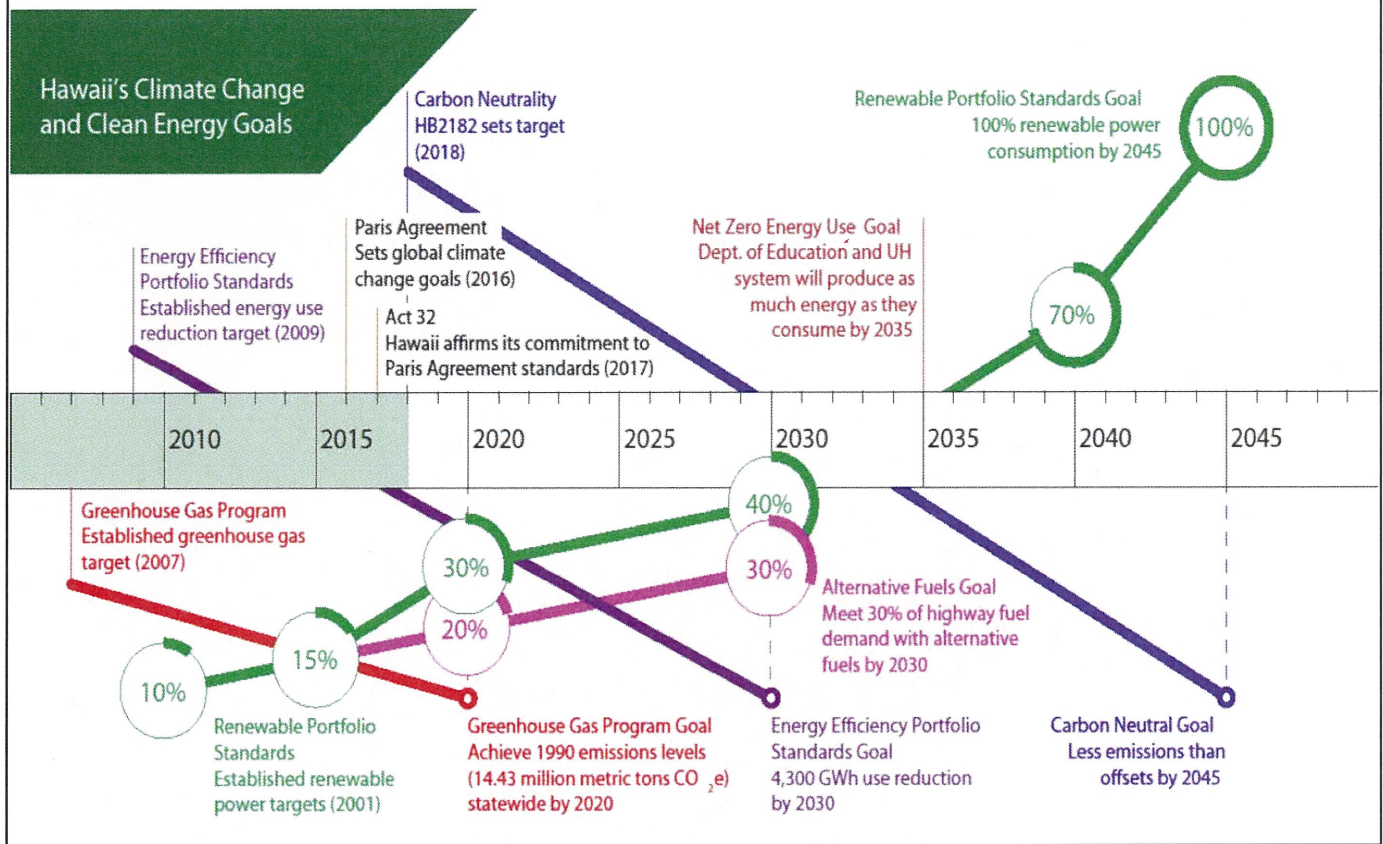 Hawaii's Climate Change
and Clean Energy Goals
Carbon Neutrality
HB2182 sets target
(2018)
Renewable Portfolio Standards Goal
100% renewable power
consumption by 2045
100%
Paris Agreement
Sets global climate
change goals (2016)
Net Zero Energy Use Goal
Dept. of Education and UH
system will produce as
much energy as they
consume by 2035
Energy Efficiency
Portfolio Standards
Established energy use
reduction target (2009)
Act 32
Hawaii affirms its commitment to
Paris Agreement standards (2017)
70%
2010 2015 2020 2025 2030 2035 2040 2045
Greenhouse Gas Program
Established greenhouse gas
target (2007)
40%
30%
30%
20%
15%
10%
Alternative Fuels Goal
Meet 30% of highway fuel
demand with alternative
fuels by 2030
Renewable Portfolio
Standards
Established renewable
power targets (2001)
Greenhouse Gas Program Goal
Achieve 1990 emissions levels
(14.43 million metric tons CO ₂e)
statewide by 2020
Energy Efficiency Portfolio
Standards Goal
4,300 GWh use reduction
by 2030
Carbon Neutral Goal
Less emissions than
offsets by 2045